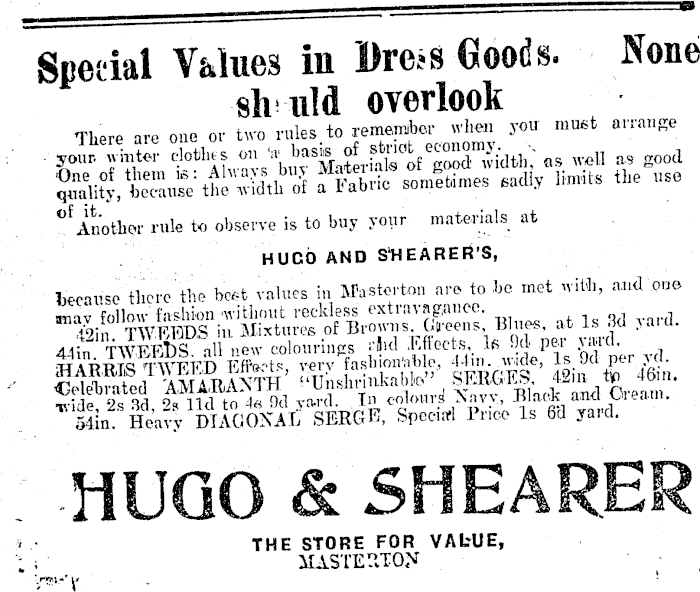 Special Values in Dress Goods. None
should overlook
There are one or two rules to remember when you must arrange
your winter clothes on a basis of strict economy.
One of them is: Always buy Materials of good width, as well as good
quality, because the width of a Fabric sometimes sadly limits the use
of it.
Another rule to observe is to buy your materials at
HUGO AND SHEARER'S,
because there the best values in Masterton are to be met with, and one
may follow fashion without reckless extravagance.
42in. TWEEDS in Mixtures of Browns, Greens, Blues, at 1s 3d yard.
44in. TWEEDS, all new colourings and Effects, 1s 9d per yard.
HARRIS TWEED Effects, very fashionable, 44in. wide, 1s 9d per yd.
Celebrated AMARANTH "Unshrinkable" SERGES, 42in to 46in.
wide, 2s 3d, 2s 11d to 4s 9d yard. In colours Navy, Black and Cream.
54in. Heavy DIAGONAL SERGE, Special Price 1s 6d yard.
HUGO & SHEARER
THE STORE FOR VALUE,
MASTERTON